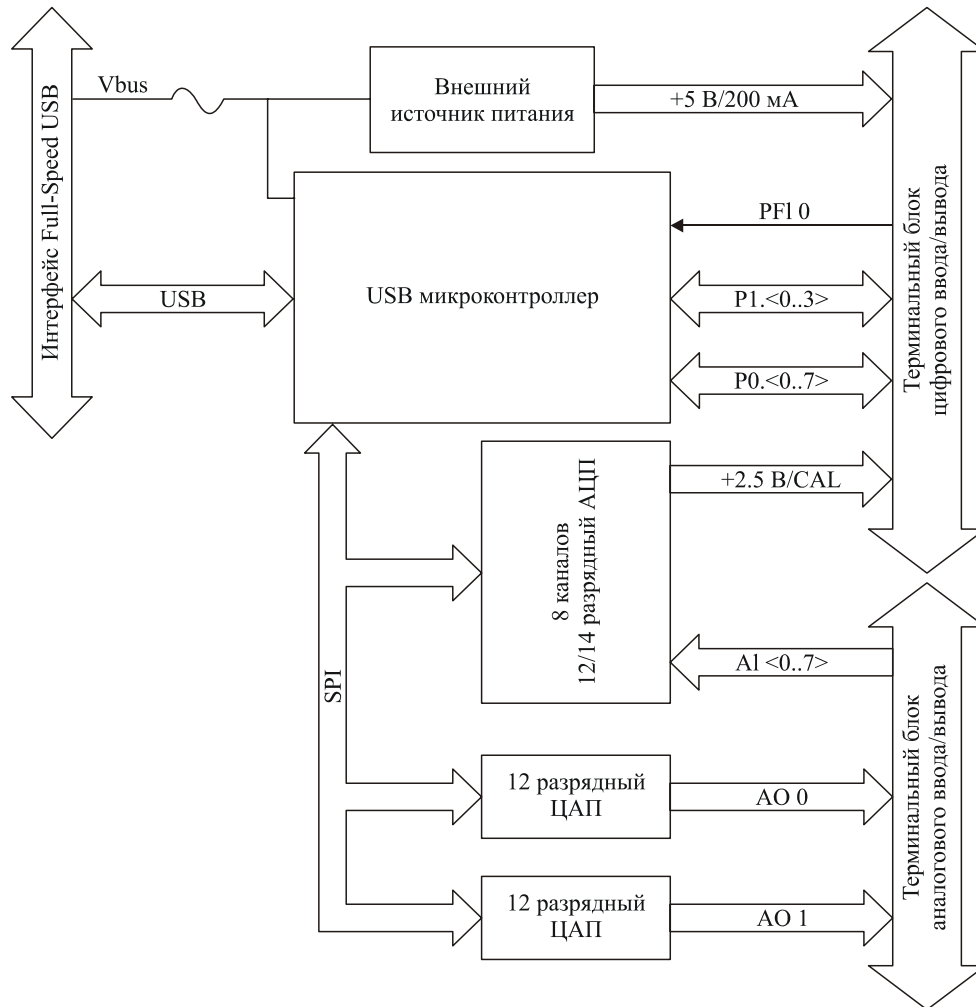 Интерфейс Full-Speed USB
Vbus
Внешний
источник питания
+5 В/200 мА
PFl 0
USB
USB микроконтроллер
P1.<0..3>
P0.<0..7>
Терминальный блок
цифрового ввода/вывода
SPI
8 каналов
12/14 разрядный АЦП
+2.5 В/CAL
Al <0..7>
12 разрядный
ЦАП
AO 0
12 разрядный
ЦАП
AO 1
Терминальный блок
аналогового ввода/вывода